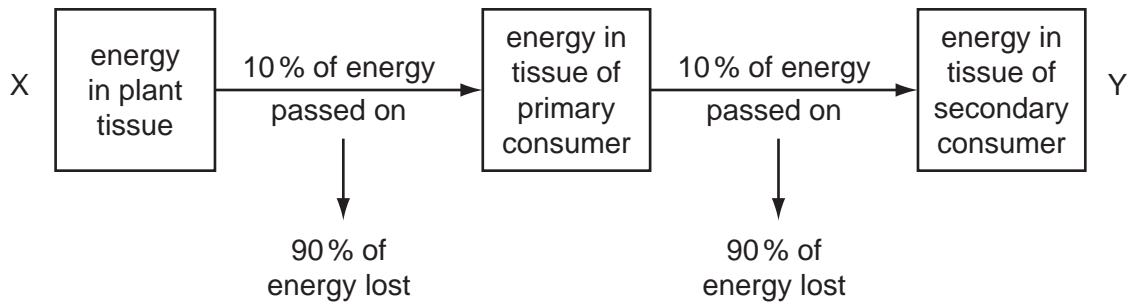 X
energy
in plant
tissue
10 % of energy
passed on
90 % of
energy lost
energy in
tissue of
primary
consumer
10 % of energy
passed on
90 % of
energy lost
energy in
tissue of
secondary
consumer
Y